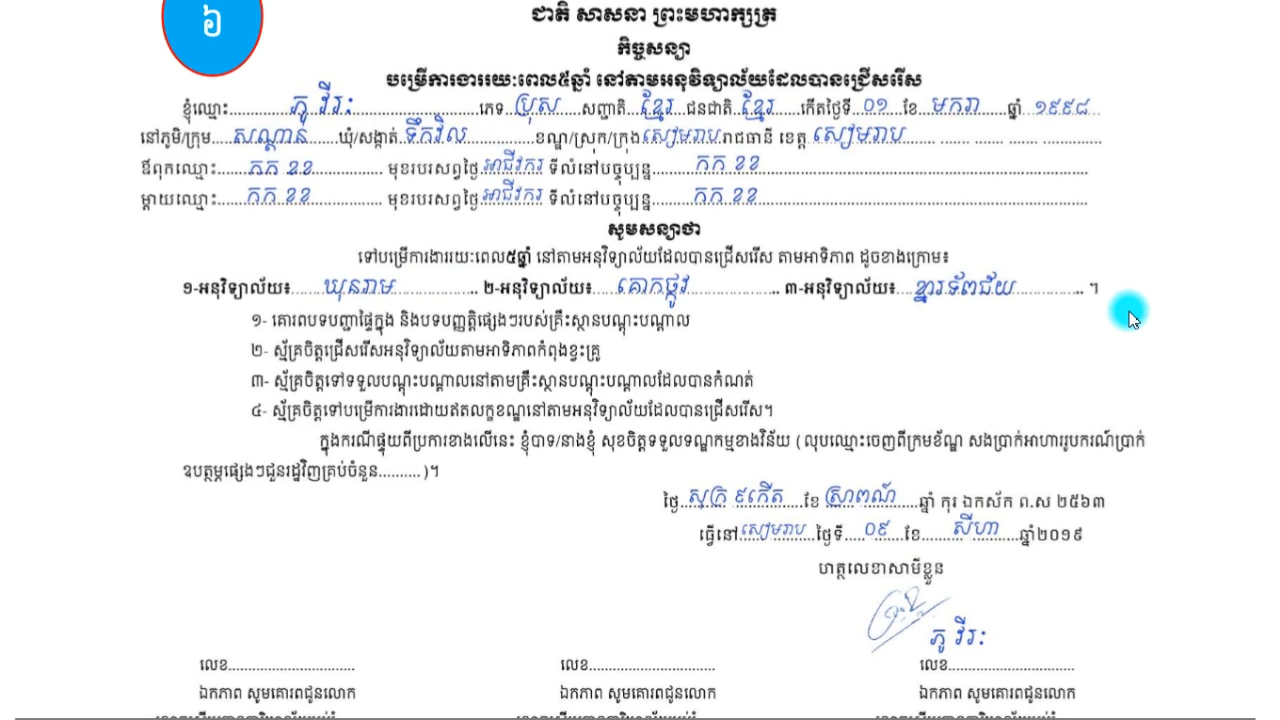 ៦
ជាតិ សាសនា ព្រះមហាក្សត្រ
កិច្ចសន្យា
បម្រើការងាររយៈពេល៥ឆ្នាំ នៅតាមអនុវិទ្យាល័យដែលបានជ្រើសរើស
ខ្ញុំឈ្មោះ.......ភូ វីរៈ.......ភេទ..ប្រុស...សញ្ជាតិ..ខ្មែរ..ជនជាតិ..ខ្មែរ....កើតថ្ងៃទី..០១...ខែ..មករា....ឆ្នាំ ១៩៩៨
នៅភូមិ/ក្រុម....សណ្តាន់......ឃុំ/សង្កាត់..ទឹកវិល.......ខណ្ឌ/ស្រុក/ក្រុងសៀមរាបរាជធានី ខេត្ត សៀមរាប
ឪពុកឈ្មោះ......កក ខខ.......... មុខរបរសព្វថ្ងៃ អាជីវករ ទីលំនៅបច្ចុប្បន្ន........កក ខខ........
ម្តាយឈ្មោះ......កក ខខ.......... មុខរបរសព្វថ្ងៃ អាជីវករ ទីលំនៅបច្ចុប្បន្ន........កក ខខ........
សូមសន្យាថា
ទៅបម្រើការងាររយៈពេល៥ឆ្នាំ នៅតាមអនុវិទ្យាល័យដែលបានជ្រើសរើស តាមអាទិភាព ដូចខាងក្រោម៖
១-អនុវិទ្យាល័យ៖......ឃុនរាម........ ២-អនុវិទ្យាល័យ៖.... គោកថ្កូវ ........ ៣-អនុវិទ្យាល័យ៖... ខ្នារទ័ពជ័យ ....... ។
១- គោរពបទបញ្ជាផ្ទៃក្នុង និងបទបញ្ញត្តិផ្សេងៗរបស់គ្រឹះស្ថានបណ្តុះបណ្តាល
២- ស្ម័គ្រចិត្តជ្រើសរើសអនុវិទ្យាល័យតាមអាទិភាពកំពុងខ្វះគ្រូ
៣- ស្ម័គ្រចិត្តទៅទទួលបណ្តុះបណ្តាលនៅតាមគ្រឹះស្ថានបណ្តុះបណ្តាលដែលបានកំណត់
៤- ស្ម័គ្រចិត្តទៅបម្រើការងារដោយឥតលក្ខខណ្ឌនៅតាមអនុវិទ្យាល័យដែលបានជ្រើសរើស។
ក្នុងករណីផ្ទុយពីប្រការខាងលើនេះ ខ្ញុំបាទ/នាងខ្ញុំ សុខចិត្តទទួលទណ្ឌកម្មខាងវិន័យ ( លុបឈ្មោះចេញពីក្រមខ័ណ្ឌ សងប្រាក់អាហារូបករណ៍ប្រាក់
ឧបត្ថម្ភផ្សេងៗជូនរដ្ឋវិញគ្រប់ចំនួន.......... )។
ថ្ងៃ..សុក្រ ៩កើត....ខែ ស្រាពណ៍.....ឆ្នាំ កុរ ឯកស័ក ព.ស ២៥៦៣
ធ្វើនៅសៀមរាប ថ្ងៃទី.....០៩...ខែ......សីហា....ឆ្នាំ២០១៩
ហត្ថលេខាសាមីខ្លួន
ភូ វីរៈ
លេខ............................ លេខ............................ លេខ............................
ឯកភាព សូមគោរពជូនលោក ឯកភាព សូមគោរពជូនលោក ឯកភាព សូមគោរពជូនលោក